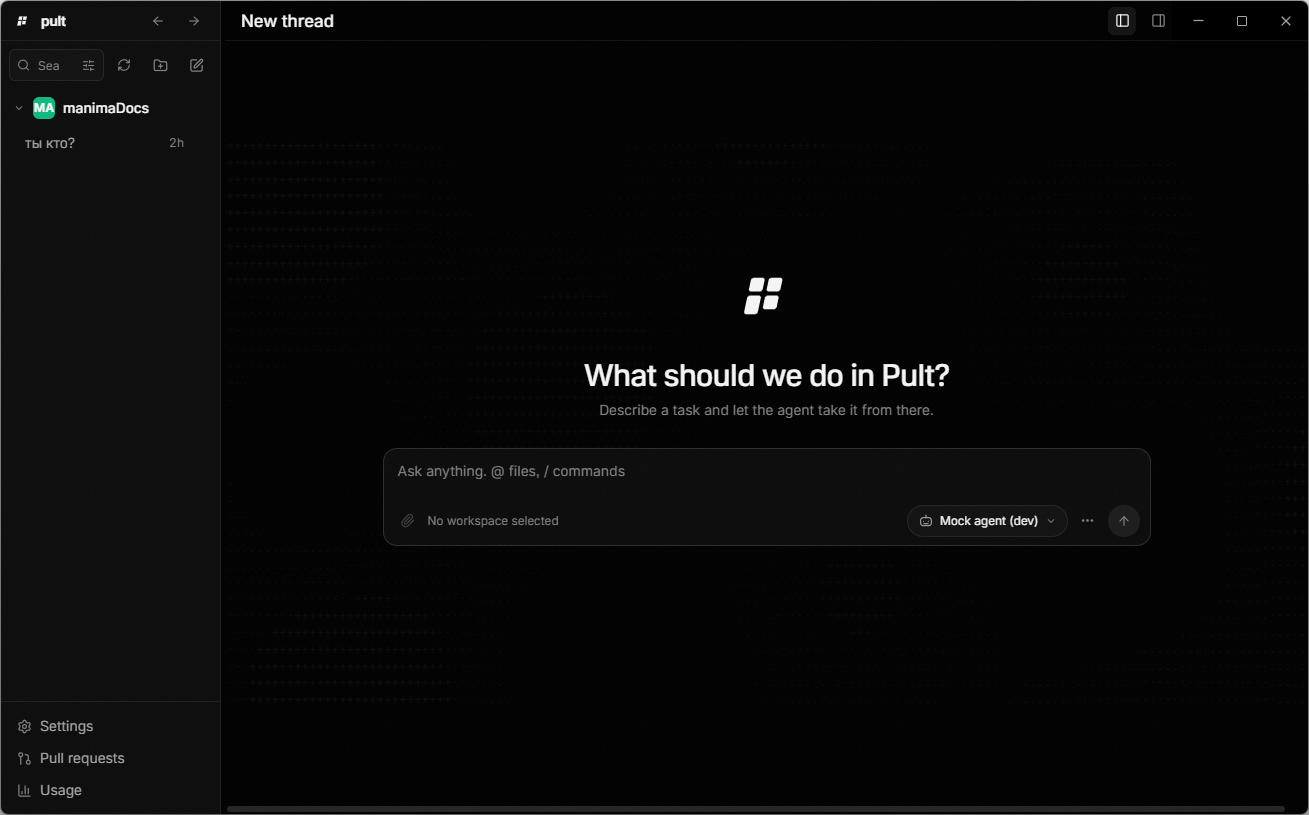 pult
New thread
Sea
MA manimaDocs
ты кто? 2h
What should we do in Pult?
Describe a task and let the agent take it from there.
Ask anything. @ files, / commands
No workspace selected
Mock agent (dev)
Settings
Pull requests
Usage